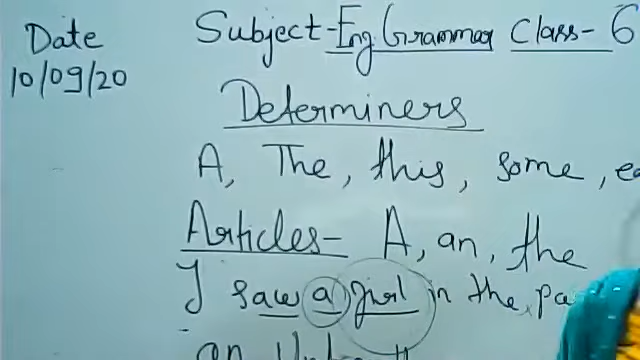 Date
10/09/20
Subject-Eng. Grammar Class-6
Determiners
A, The, this, some,
Articles- A, an, the
I saw a girl in the
an